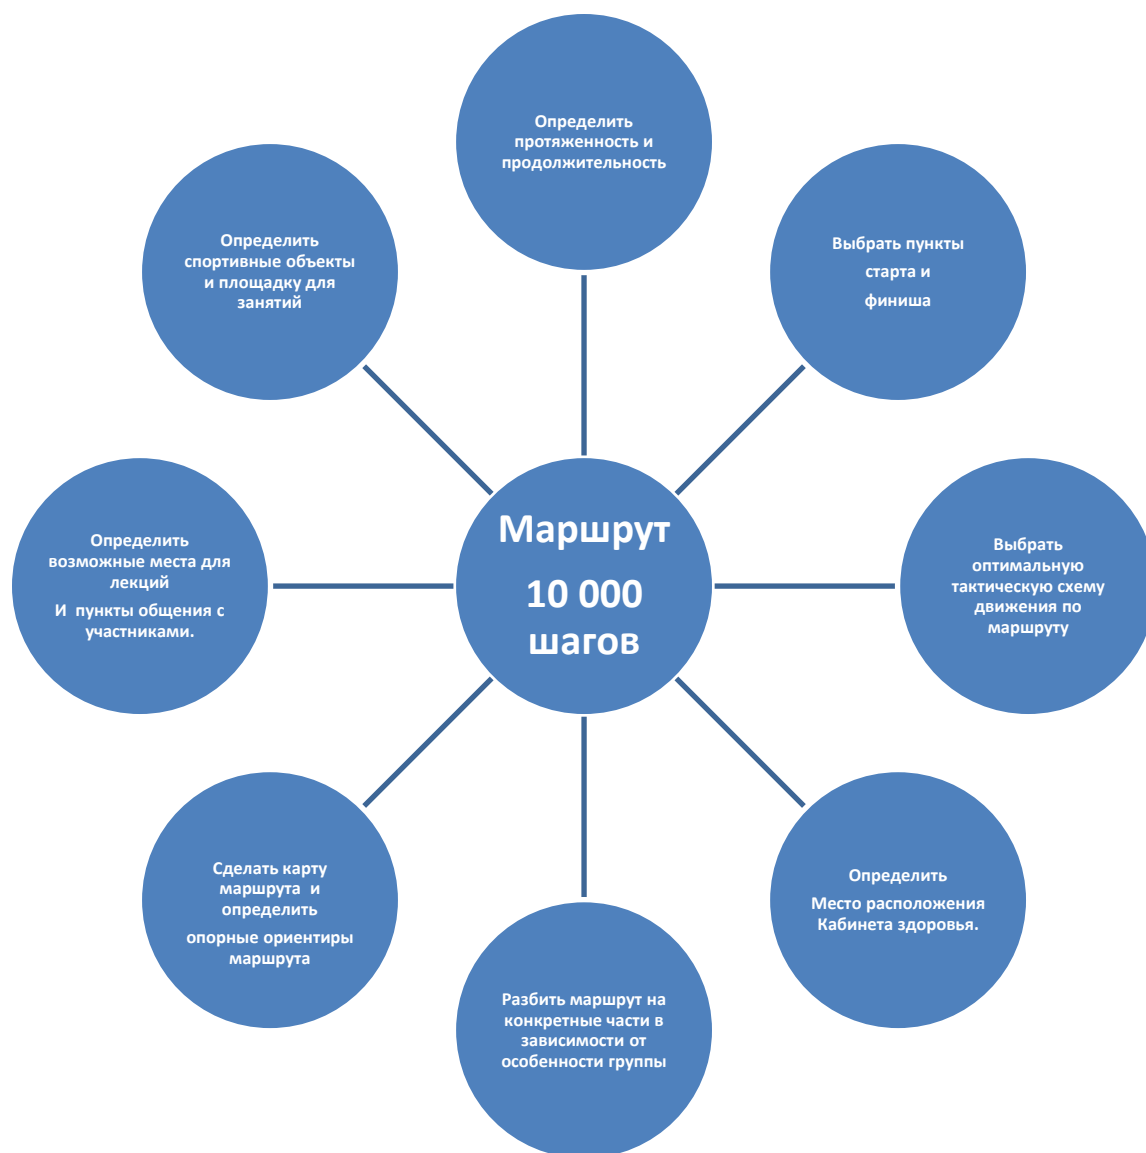 Определить
протяженность и
продолжительность
Выбрать пункты
старта и
финиша
Выбрать
оптимальную
тактическую схему
движения по
маршруту
Определить
Место расположения
Кабинета здоровья.
Разбить маршрут на
конкретные части в
зависимости от
особенности группы
Сделать карту
маршрута и
определить
опорные ориентиры
маршрута
Определить
возможные места для
лекций
И пункты общения с
участниками.
Определить
спортивные объекты
и площадку для
занятий
Маршрут
10 000
шагов